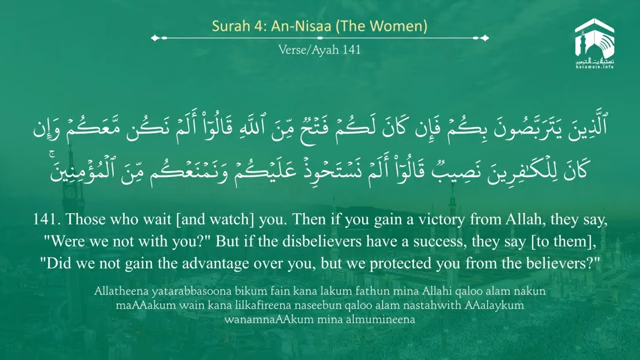 Surah 4: An-Nisaa (The Women)
Verse/Ayah 141
haramain.info
ٱلَّذِينَ يَتَرَبَّصُونَ بِكُمْ فَإِن كَانَ لَكُمْ فَتْحٌ مِّنَ ٱللَّهِ قَالُوٓا۟ أَلَمْ نَكُن مَّعَكُمْ وَإِن
كَانَ لِلْكَـٰفِرِينَ نَصِيبٌ قَالُوٓا۟ أَلَمْ نَسْتَحْوِذْ عَلَيْكُمْ وَنَمْنَعْكُم مِّنَ ٱلْمُؤْمِنِينَ ۚ
141. Those who wait [and watch] you. Then if you gain a victory from Allah, they say,
"Were we not with you?" But if the disbelievers have a success, they say [to them],
"Did we not gain the advantage over you, but we protected you from the believers?"
Allatheena yatarabbasoona bikum fain kana lakum fathun mina Allahi qaloo alam nakun
maAAakum wain kana lilkafireena naseebun qaloo alam nastahwith AAalaykum
wanamnaAAkum mina almumineena